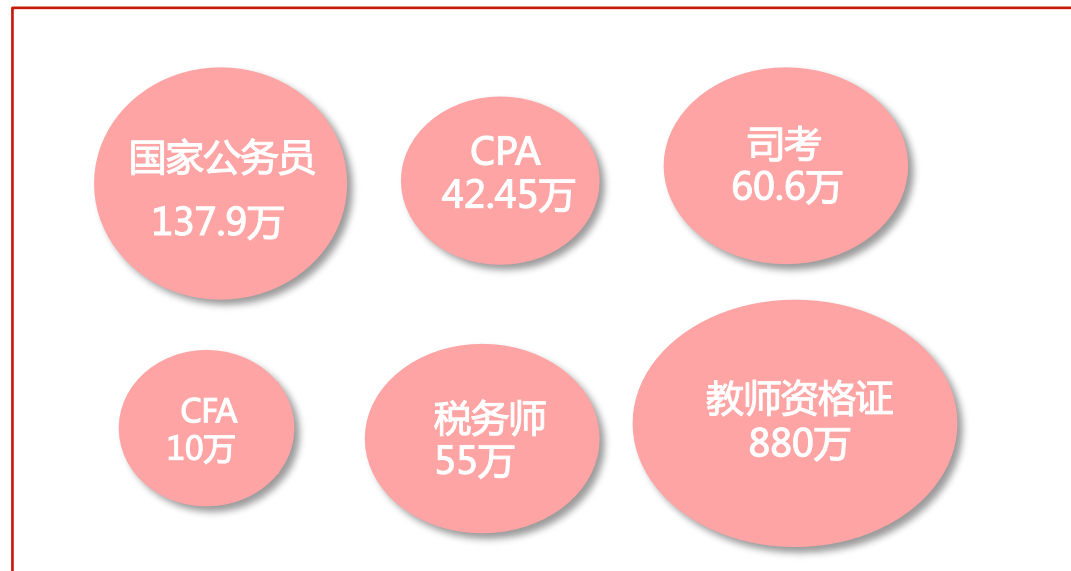 国家公务员
137.9万
CPA
42.45万
司考
60.6万
CFA
10万
税务师
55万
教师资格证
880万